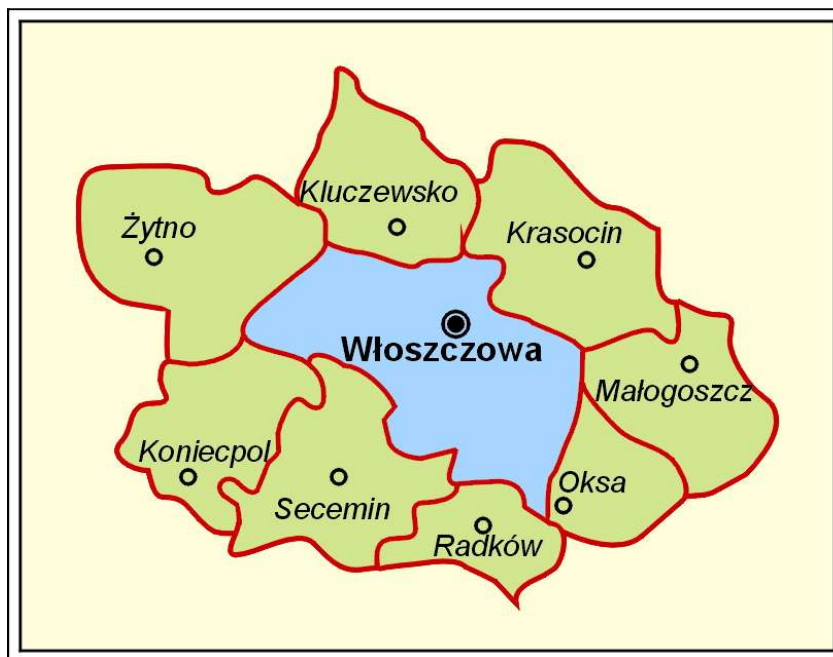 Kluczewsko
Żytno
Krasocin
Włoszczowa
Małogoszcz
Koniecpol
Oksa
Secemin
Radków